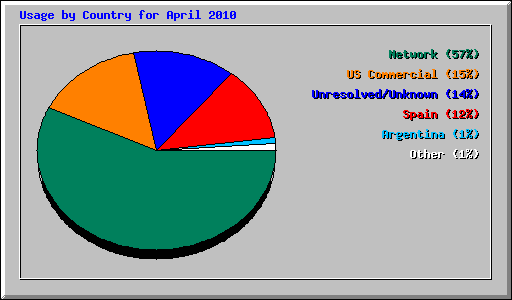 Usage by Country for April 2010
Network (57%)
US Commercial (15%)
Unresolved/Unknown (14%)
Spain (12%)
Argentina (1%)
Other (1%)